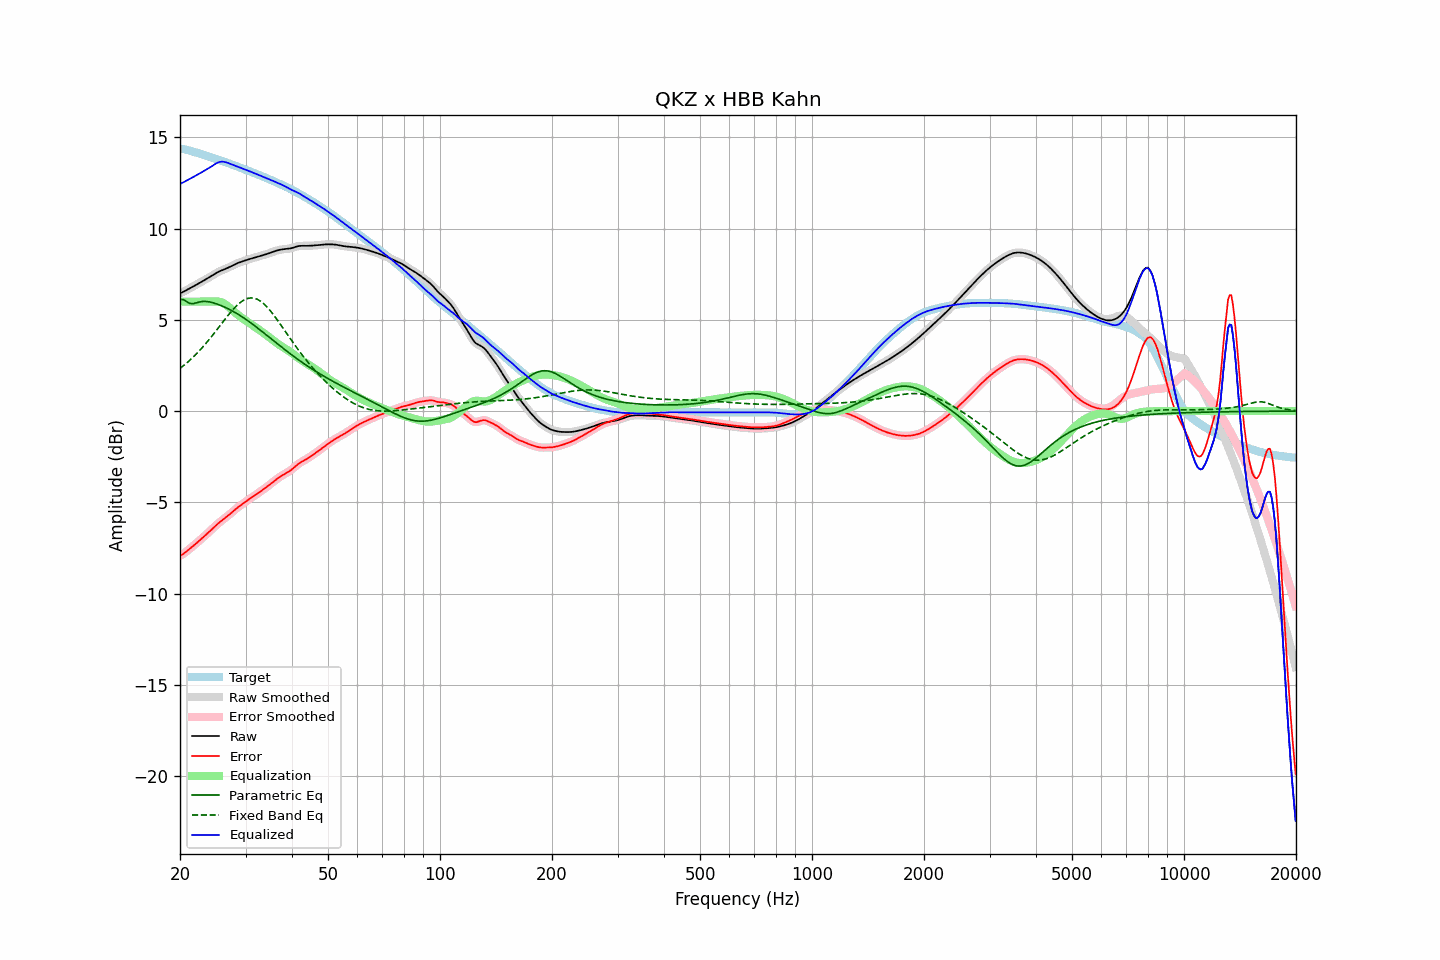 QKZ x HBB Kahn
Amplitude (dBr)
15
10
5
0
−5
−10
−15
−20
Target
Raw Smoothed
Error Smoothed
Raw
Error
Equalization
Parametric Eq
Fixed Band Eq
Equalized
20 50 100 200 500 1000 2000 5000 10000 20000
Frequency (Hz)